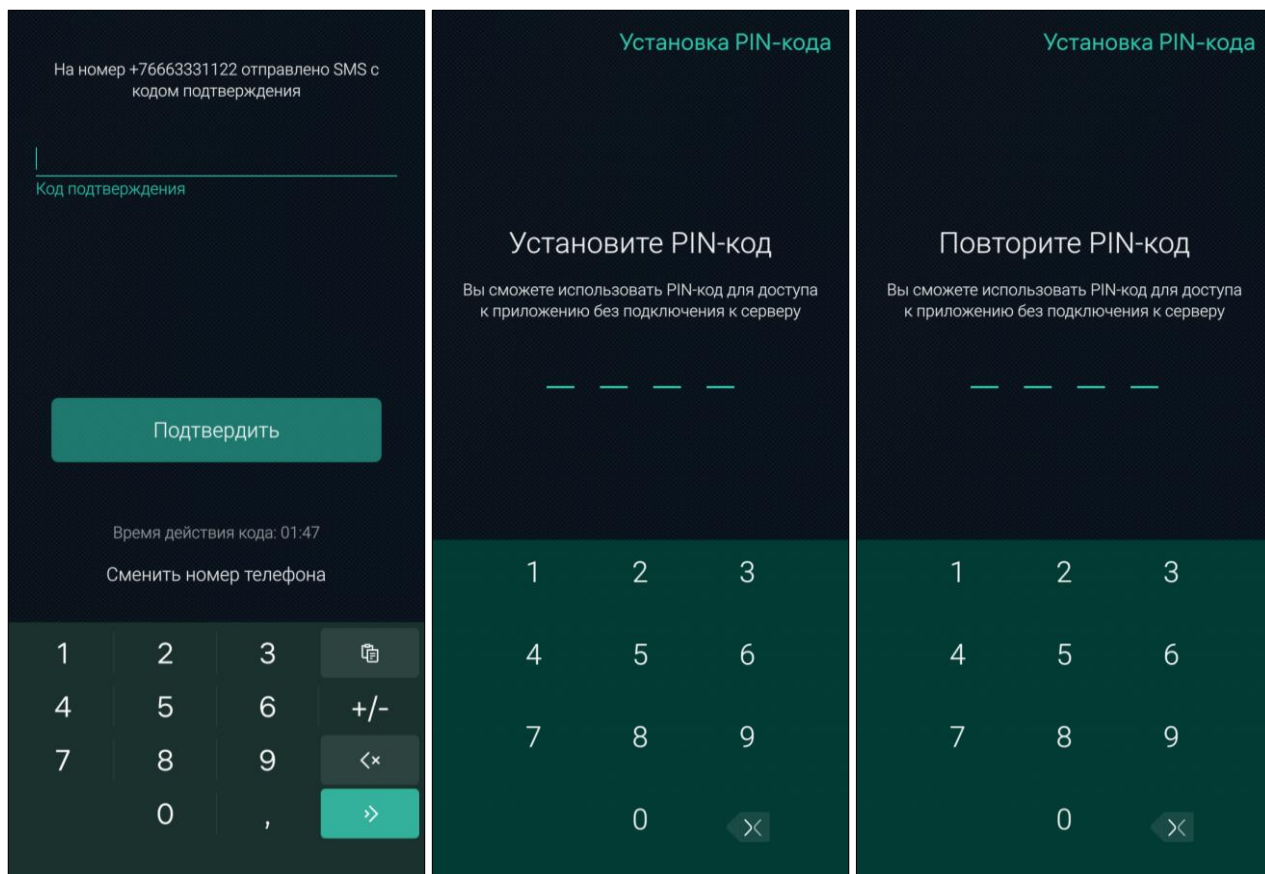 На номер +76663331122 отправлено SMS с
кодом подтверждения
Код подтверждения
Подтвердить
Время действия кода: 01:47
Сменить номер телефона
1 2 3
4 5 6 +/-
7 8 9
0 ,
Установка PIN-кода
Установите PIN-код
Вы сможете использовать PIN-код для доступа
к приложению без подключения к серверу
1 2 3
4 5 6
7 8 9
0
Установка PIN-кода
Повторите PIN-код
Вы сможете использовать PIN-код для доступа
к приложению без подключения к серверу
1 2 3
4 5 6
7 8 9
0